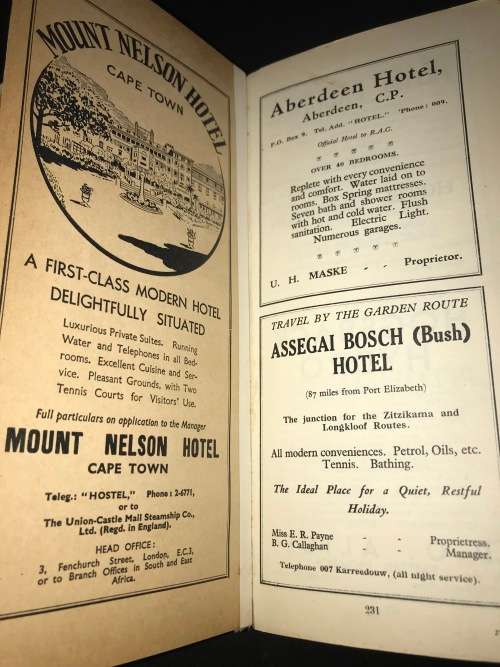 MOUNT NELSON HOTEL
CAPE TOWN
A FIRST-CLASS MODERN HOTEL
DELIGHTFULLY SITUATED
Luxurious Private Suites. Running
Water and Telephones in all Bed-
rooms. Excellent Cuisine and Ser-
vice. Pleasant Grounds, with Two
Tennis Courts for Visitors' Use.
Full particulars on application to the Manager
MOUNT NELSON HOTEL
CAPE TOWN
Teleg.: "HOSTEL," Phone: 2-6771,
or to
The Union-Castle Mail Steamship Co.,
Ltd. (Regd. in England).
HEAD OFFICE:
3, Fenchurch Street, London, E.C.3,
or to Branch Offices in South and East
Africa.
Aberdeen Hotel,
Aberdeen, C.P.
P.O. Box 9. Tel. Add. "HOTEL." 'Phone: 009.
Official Hotel to R.A.C.
OVER 40 BEDROOMS.
Replete with every convenience
and comfort. Water laid on to
rooms. Box Spring mattresses.
Seven bath and shower rooms
with hot and cold water. Flush
sanitation. Electric Light.
Numerous garages.
U. H. MASKE - - Proprietor.
TRAVEL BY THE GARDEN ROUTE
ASSEGAI BOSCH (Bush)
HOTEL
(87 miles from Port Elizabeth)
The junction for the Zitzikama and
Longkloof Routes.
All modern conveniences. Petrol, Oils, etc.
Tennis. Bathing.
The Ideal Place for a Quiet, Restful
Holiday.
Miss E. R. Payne - - Proprietress.
B. G. Callaghan - - Manager.
Telephone 007 Karreedouw, (all night service).
231